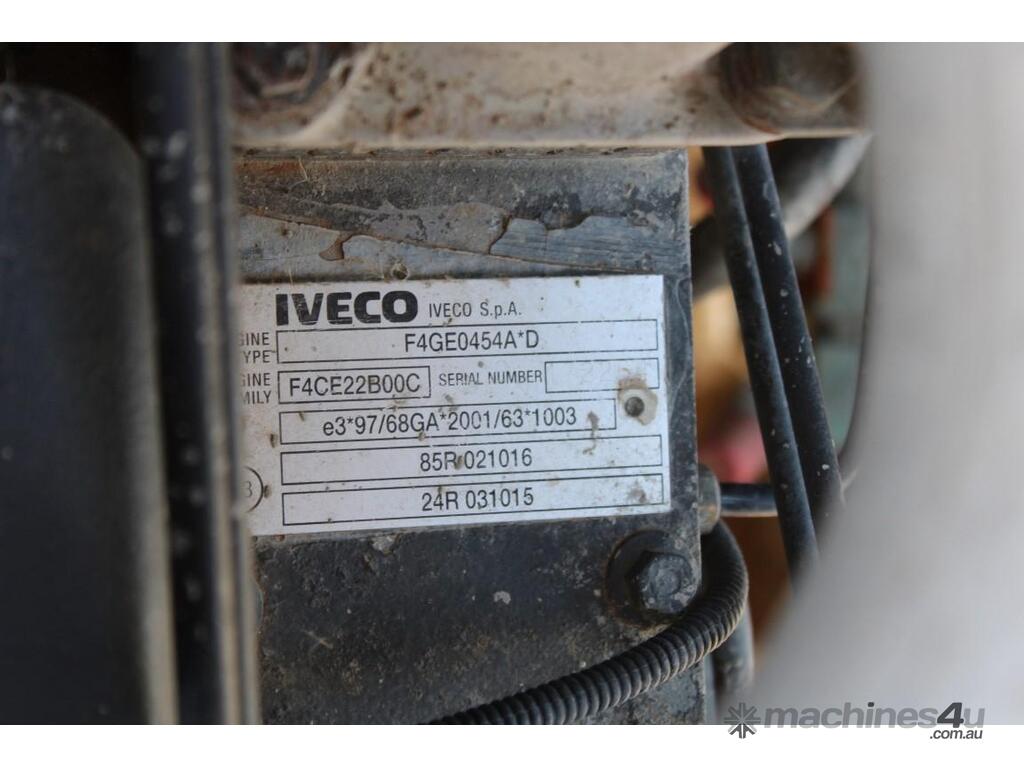 IVECO IVECO S.p.A.
GINE TYPE F4GE0454A*D
GINE MILY F4CE22B00C SERIAL NUMBER
e3*97/68GA*2001/63*1003
85R 021016
3 24R 031015
machines4u
.com.au